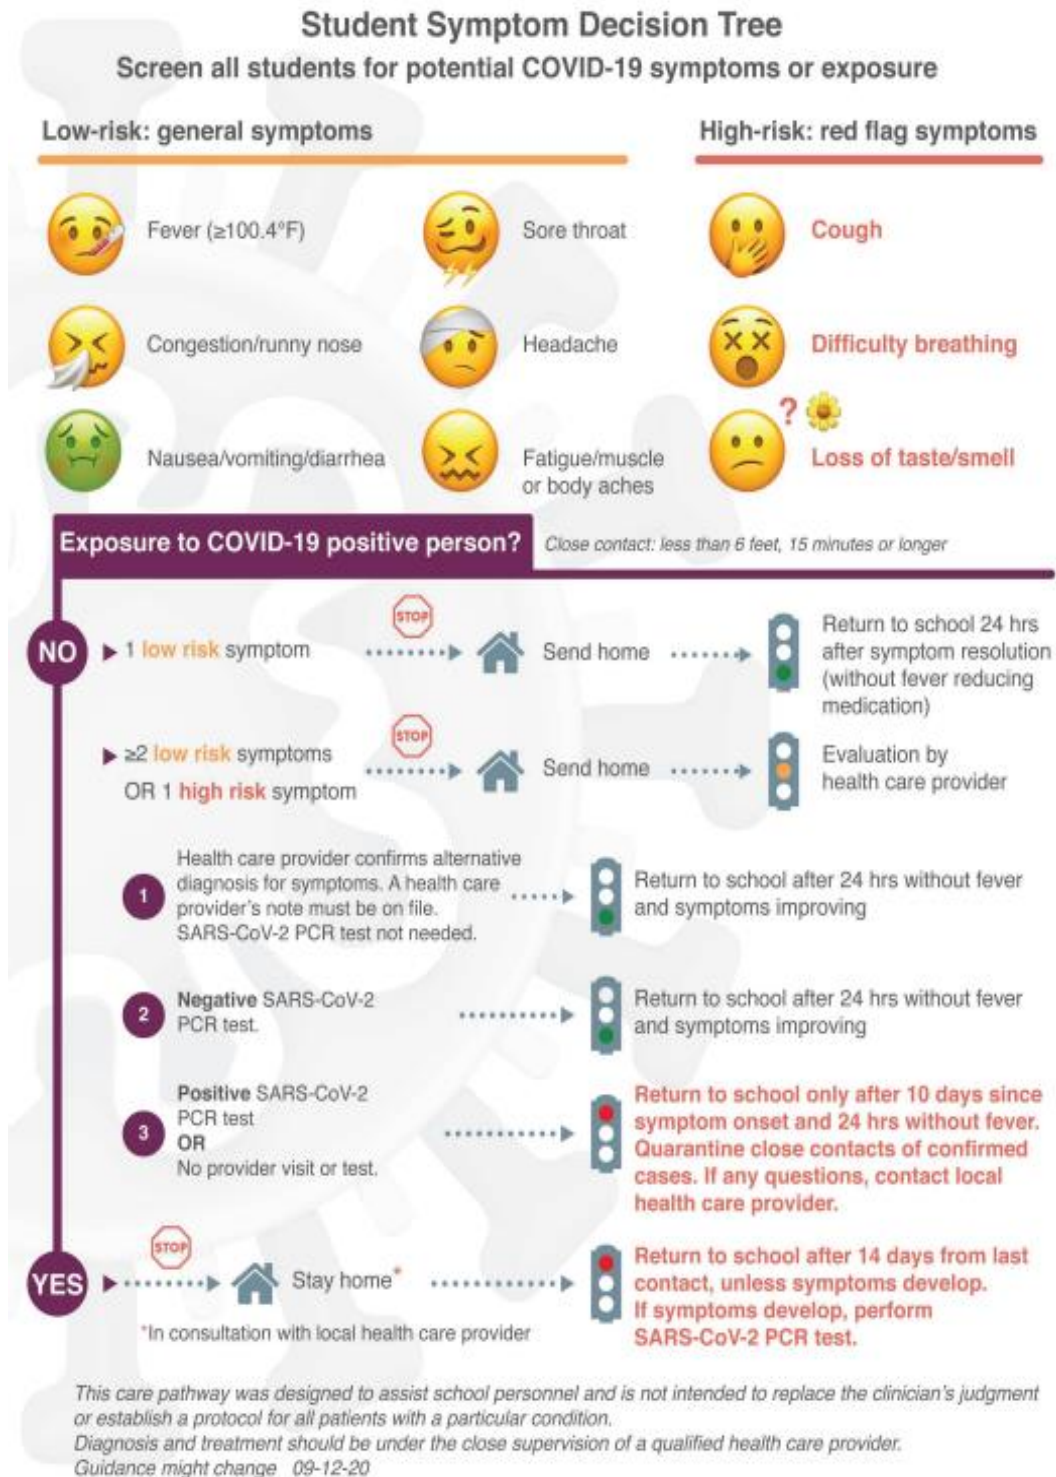 Student Symptom Decision Tree
Screen all students for potential COVID-19 symptoms or exposure
Low-risk: general symptoms
High-risk: red flag symptoms
Fever (≥100.4°F)
Sore throat
Cough
Congestion/runny nose
Headache
Difficulty breathing
?
Nausea/vomiting/diarrhea
Fatigue/muscle
or body aches
Loss of taste/smell
Exposure to COVID-19 positive person?
Close contact: less than 6 feet, 15 minutes or longer
NO
1 low risk symptom
STOP
Send home
Return to school 24 hrs
after symptom resolution
(without fever reducing
medication)
≥2 low risk symptoms
OR 1 high risk symptom
STOP
Send home
Evaluation by
health care provider
1
Health care provider confirms alternative
diagnosis for symptoms. A health care
provider's note must be on file.
SARS-CoV-2 PCR test not needed.
Return to school after 24 hrs without fever
and symptoms improving
2
Negative SARS-CoV-2
PCR test.
Return to school after 24 hrs without fever
and symptoms improving
3
Positive SARS-CoV-2
PCR test
OR
No provider visit or test.
Return to school only after 10 days since
symptom onset and 24 hrs without fever.
Quarantine close contacts of confirmed
cases. If any questions, contact local
health care provider.
YES
STOP
Stay home*
*In consultation with local health care provider
Return to school after 14 days from last
contact, unless symptoms develop.
If symptoms develop, perform
SARS-CoV-2 PCR test.
This care pathway was designed to assist school personnel and is not intended to replace the clinician's judgment
or establish a protocol for all patients with a particular condition.
Diagnosis and treatment should be under the close supervision of a qualified health care provider.
Guidance might change 09-12-20